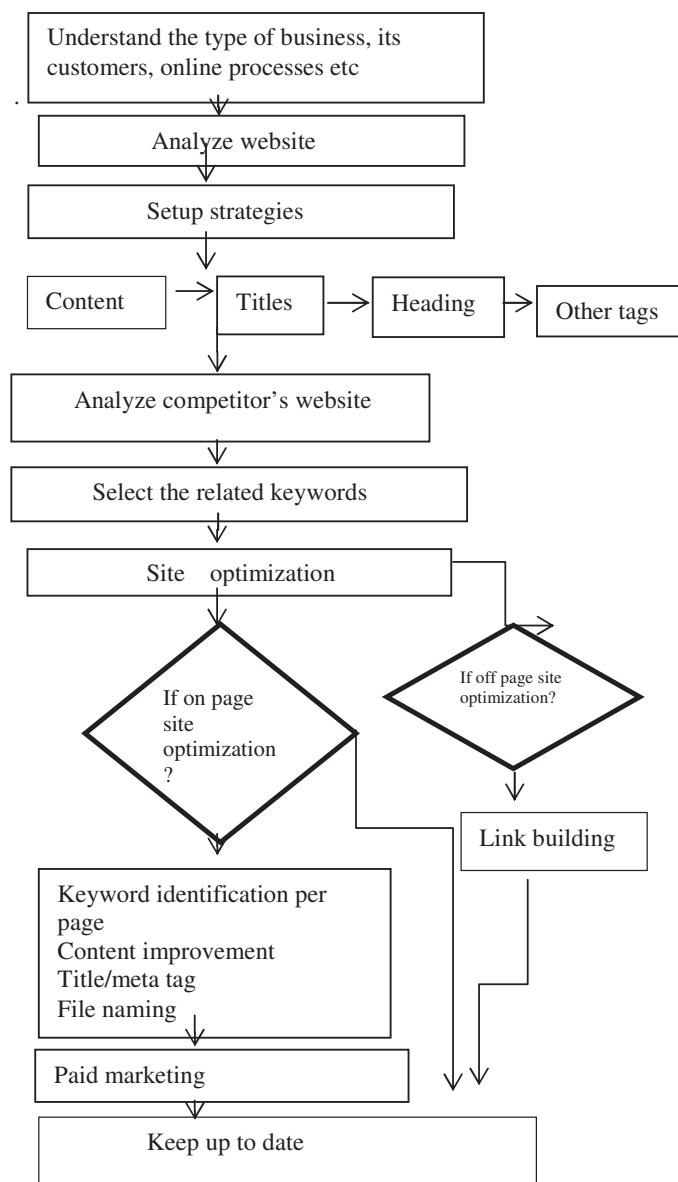 Understand the type of business, its
customers, online processes etc
.
Analyze website
Setup strategies
Content
Titles
Heading
Other tags
Analyze competitor's website
Select the related keywords
Site optimization
If on page
site
optimization
?
If off page site
optimization?
Link building
Keyword identification per
page
Content improvement
Title/meta tag
File naming
Paid marketing
Keep up to date